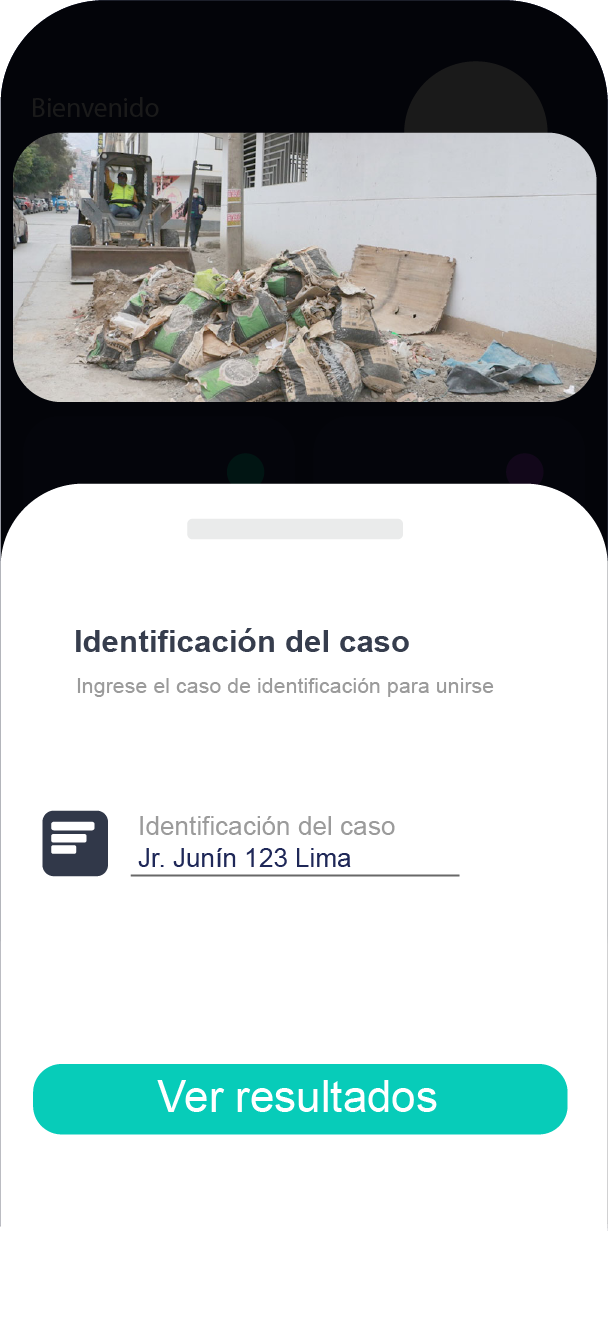 Bienvenido
Identificación del caso
Ingrese el caso de identificación para unirse
Identificación del caso
Jr. Junín 123 Lima
Ver resultados